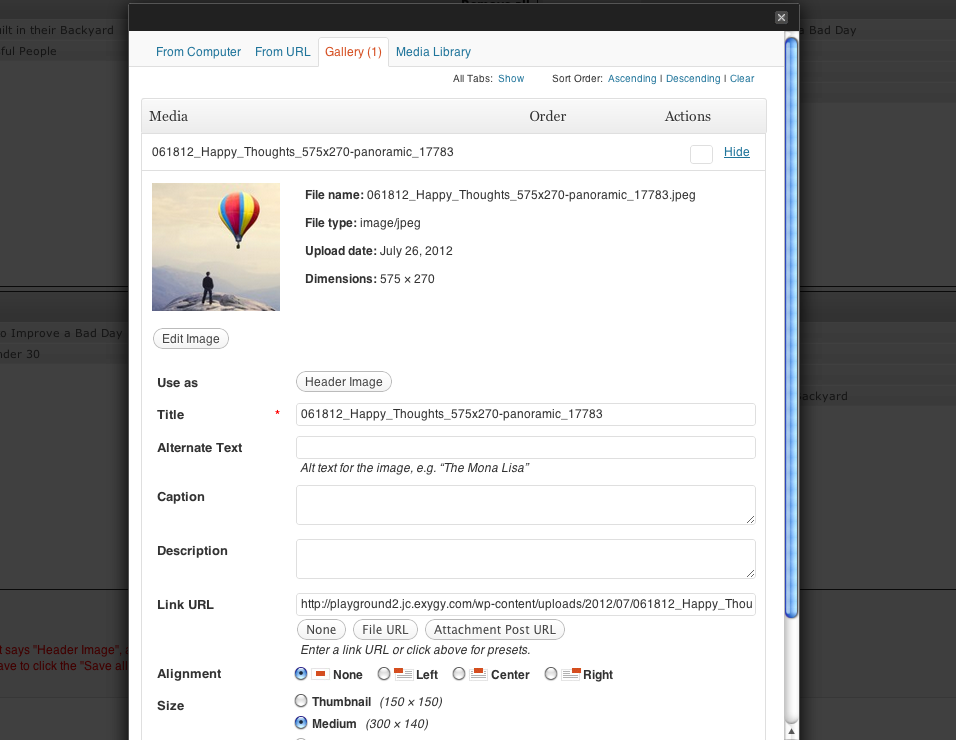 uilt in their Backyard
ful People
a Bad Day
From Computer From URL Gallery (1) Media Library
All Tabs: Show Sort Order: Ascending | Descending | Clear
Media Order Actions
061812_Happy_Thoughts_575x270-panoramic_17783 Hide
File name: 061812_Happy_Thoughts_575x270-panoramic_17783.jpeg
File type: image/jpeg
Upload date: July 26, 2012
Dimensions: 575 × 270
o Improve a Bad Day
nder 30
Edit Image
Use as Header Image
ackyard
Title * 061812_Happy_Thoughts_575x270-panoramic_17783
Alternate Text
Alt text for the image, e.g. “The Mona Lisa”
Caption
Description
Link URL http://playground2.jc.exygy.com/wp-content/uploads/2012/07/061812_Happy_Thou
None File URL Attachment Post URL
Enter a link URL or click above for presets.
t says "Header Image",
ave to click the "Save all
Alignment None Left Center Right
Size Thumbnail (150 × 150)
Medium (300 × 140)